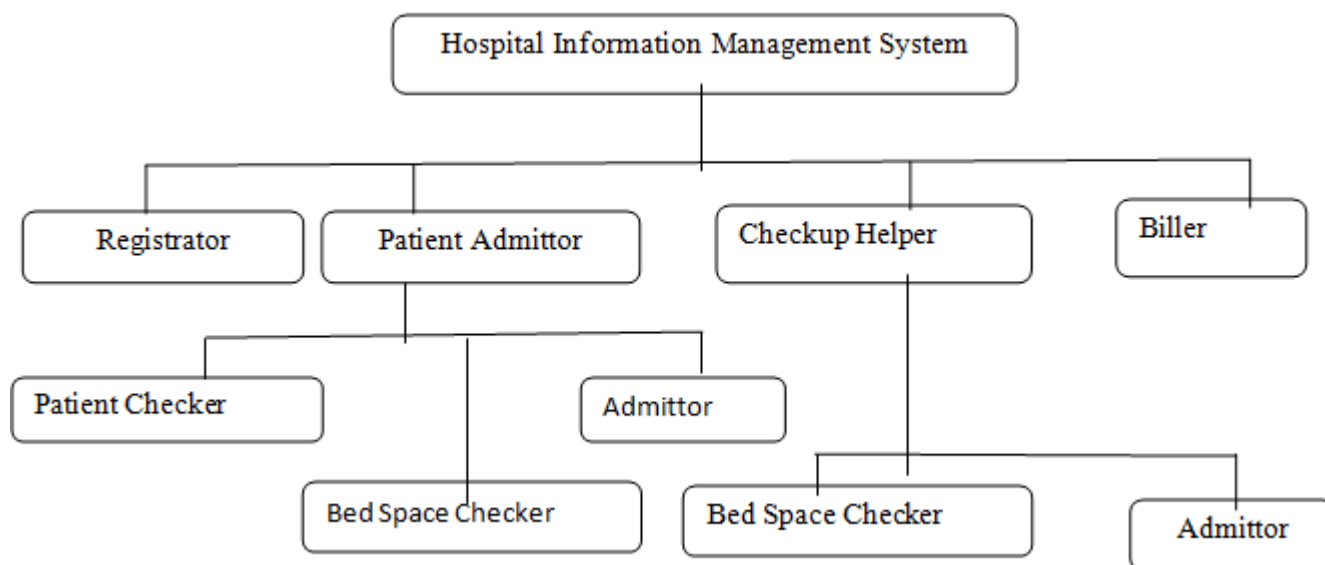 Hospital Information Management System
Registrator
Patient Admittor
Checkup Helper
Biller
Patient Checker
Admittor
Bed Space Checker
Bed Space Checker
Admittor